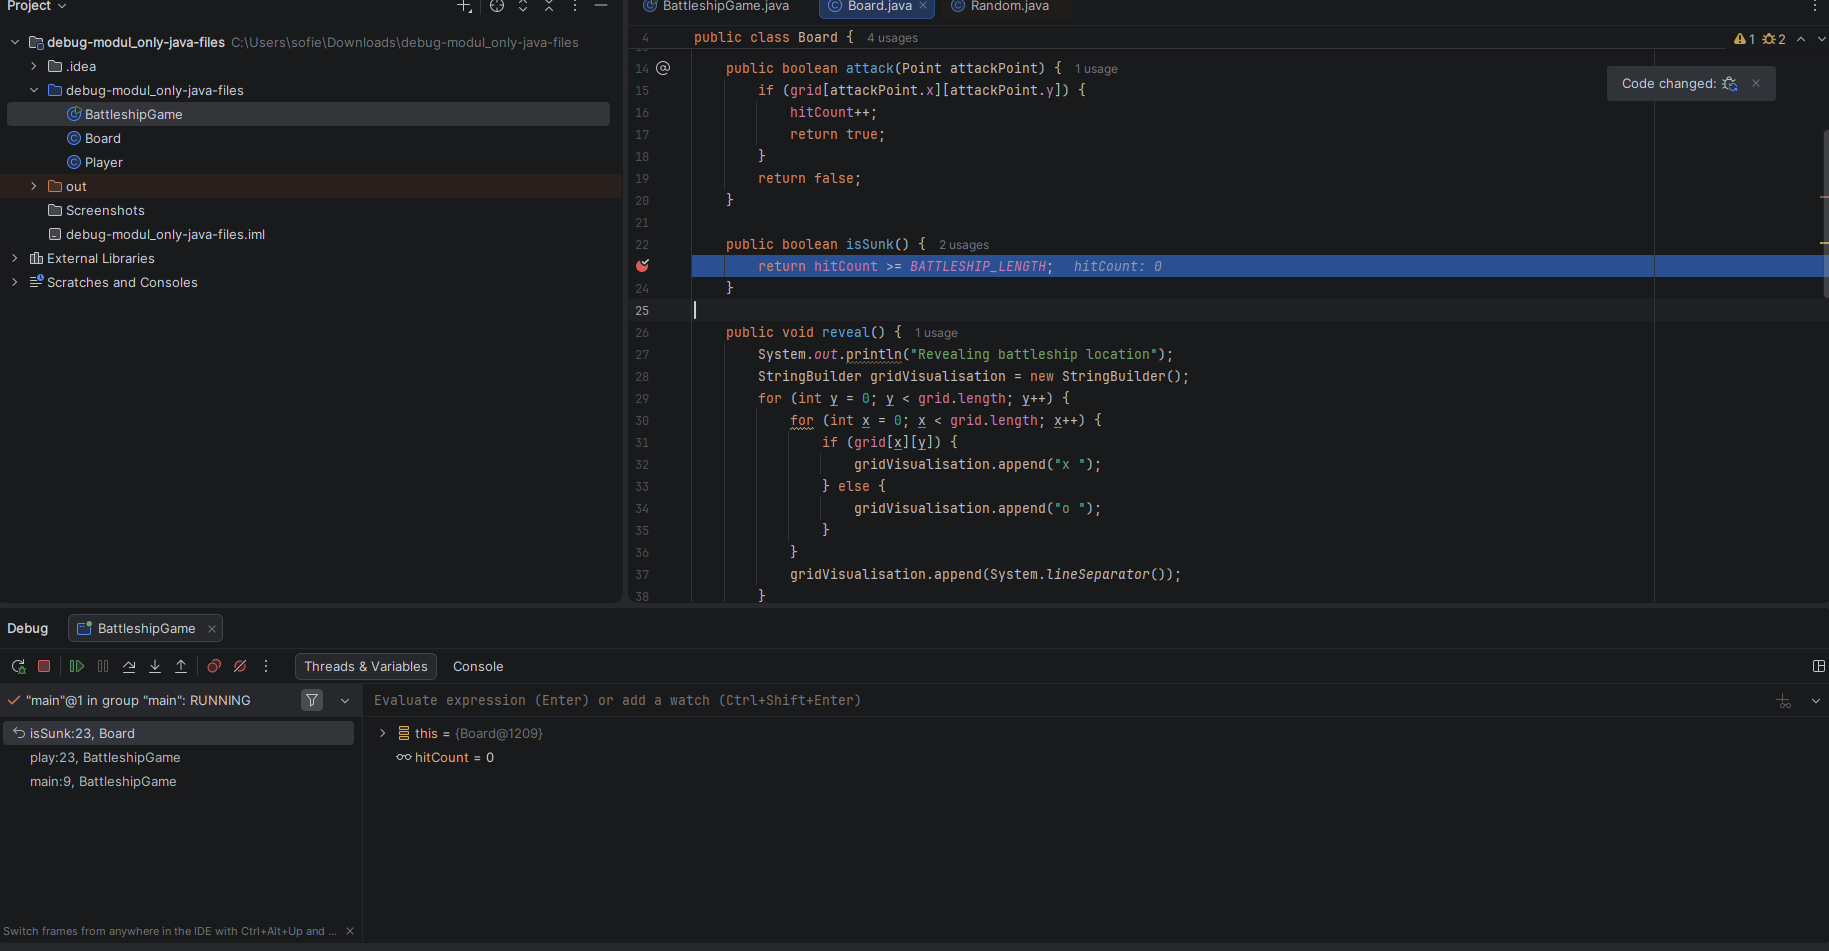 Project
debug-modul_only-java-files C:\Users\sofie\Downloads\debug-modul_only-java-files
.idea
debug-modul_only-java-files
BattleshipGame
Board
Player
out
Screenshots
debug-modul_only-java-files.iml
External Libraries
Scratches and Consoles
BattleshipGame.java Board.java Random.java
4 public class Board { 4 usages
1 2
Code changed:
14 public boolean attack(Point attackPoint) { 1 usage
15 if (grid[attackPoint.x][attackPoint.y]) {
16 hitCount++;
17 return true;
18 }
19 return false;
20 }
21
22 public boolean isSunk() { 2 usages
return hitCount >= BATTLESHIP_LENGTH; hitCount: 0
24 }
25
26 public void reveal() { 1 usage
27 System.out.println("Revealing battleship location");
28 StringBuilder gridVisualisation = new StringBuilder();
29 for (int y = 0; y < grid.length; y++) {
30 for (int x = 0; x < grid.length; x++) {
31 if (grid[x][y]) {
32 gridVisualisation.append("x ");
33 } else {
34 gridVisualisation.append("o ");
35 }
36 }
37 gridVisualisation.append(System.lineSeparator());
38 }
Debug BattleshipGame
Threads & Variables Console
"main"@1 in group "main": RUNNING
isSunk:23, Board
play:23, BattleshipGame
main:9, BattleshipGame
Evaluate expression (Enter) or add a watch (Ctrl+Shift+Enter)
this = {Board@1209}
hitCount = 0
Switch frames from anywhere in the IDE with Ctrl+Alt+Up and ...